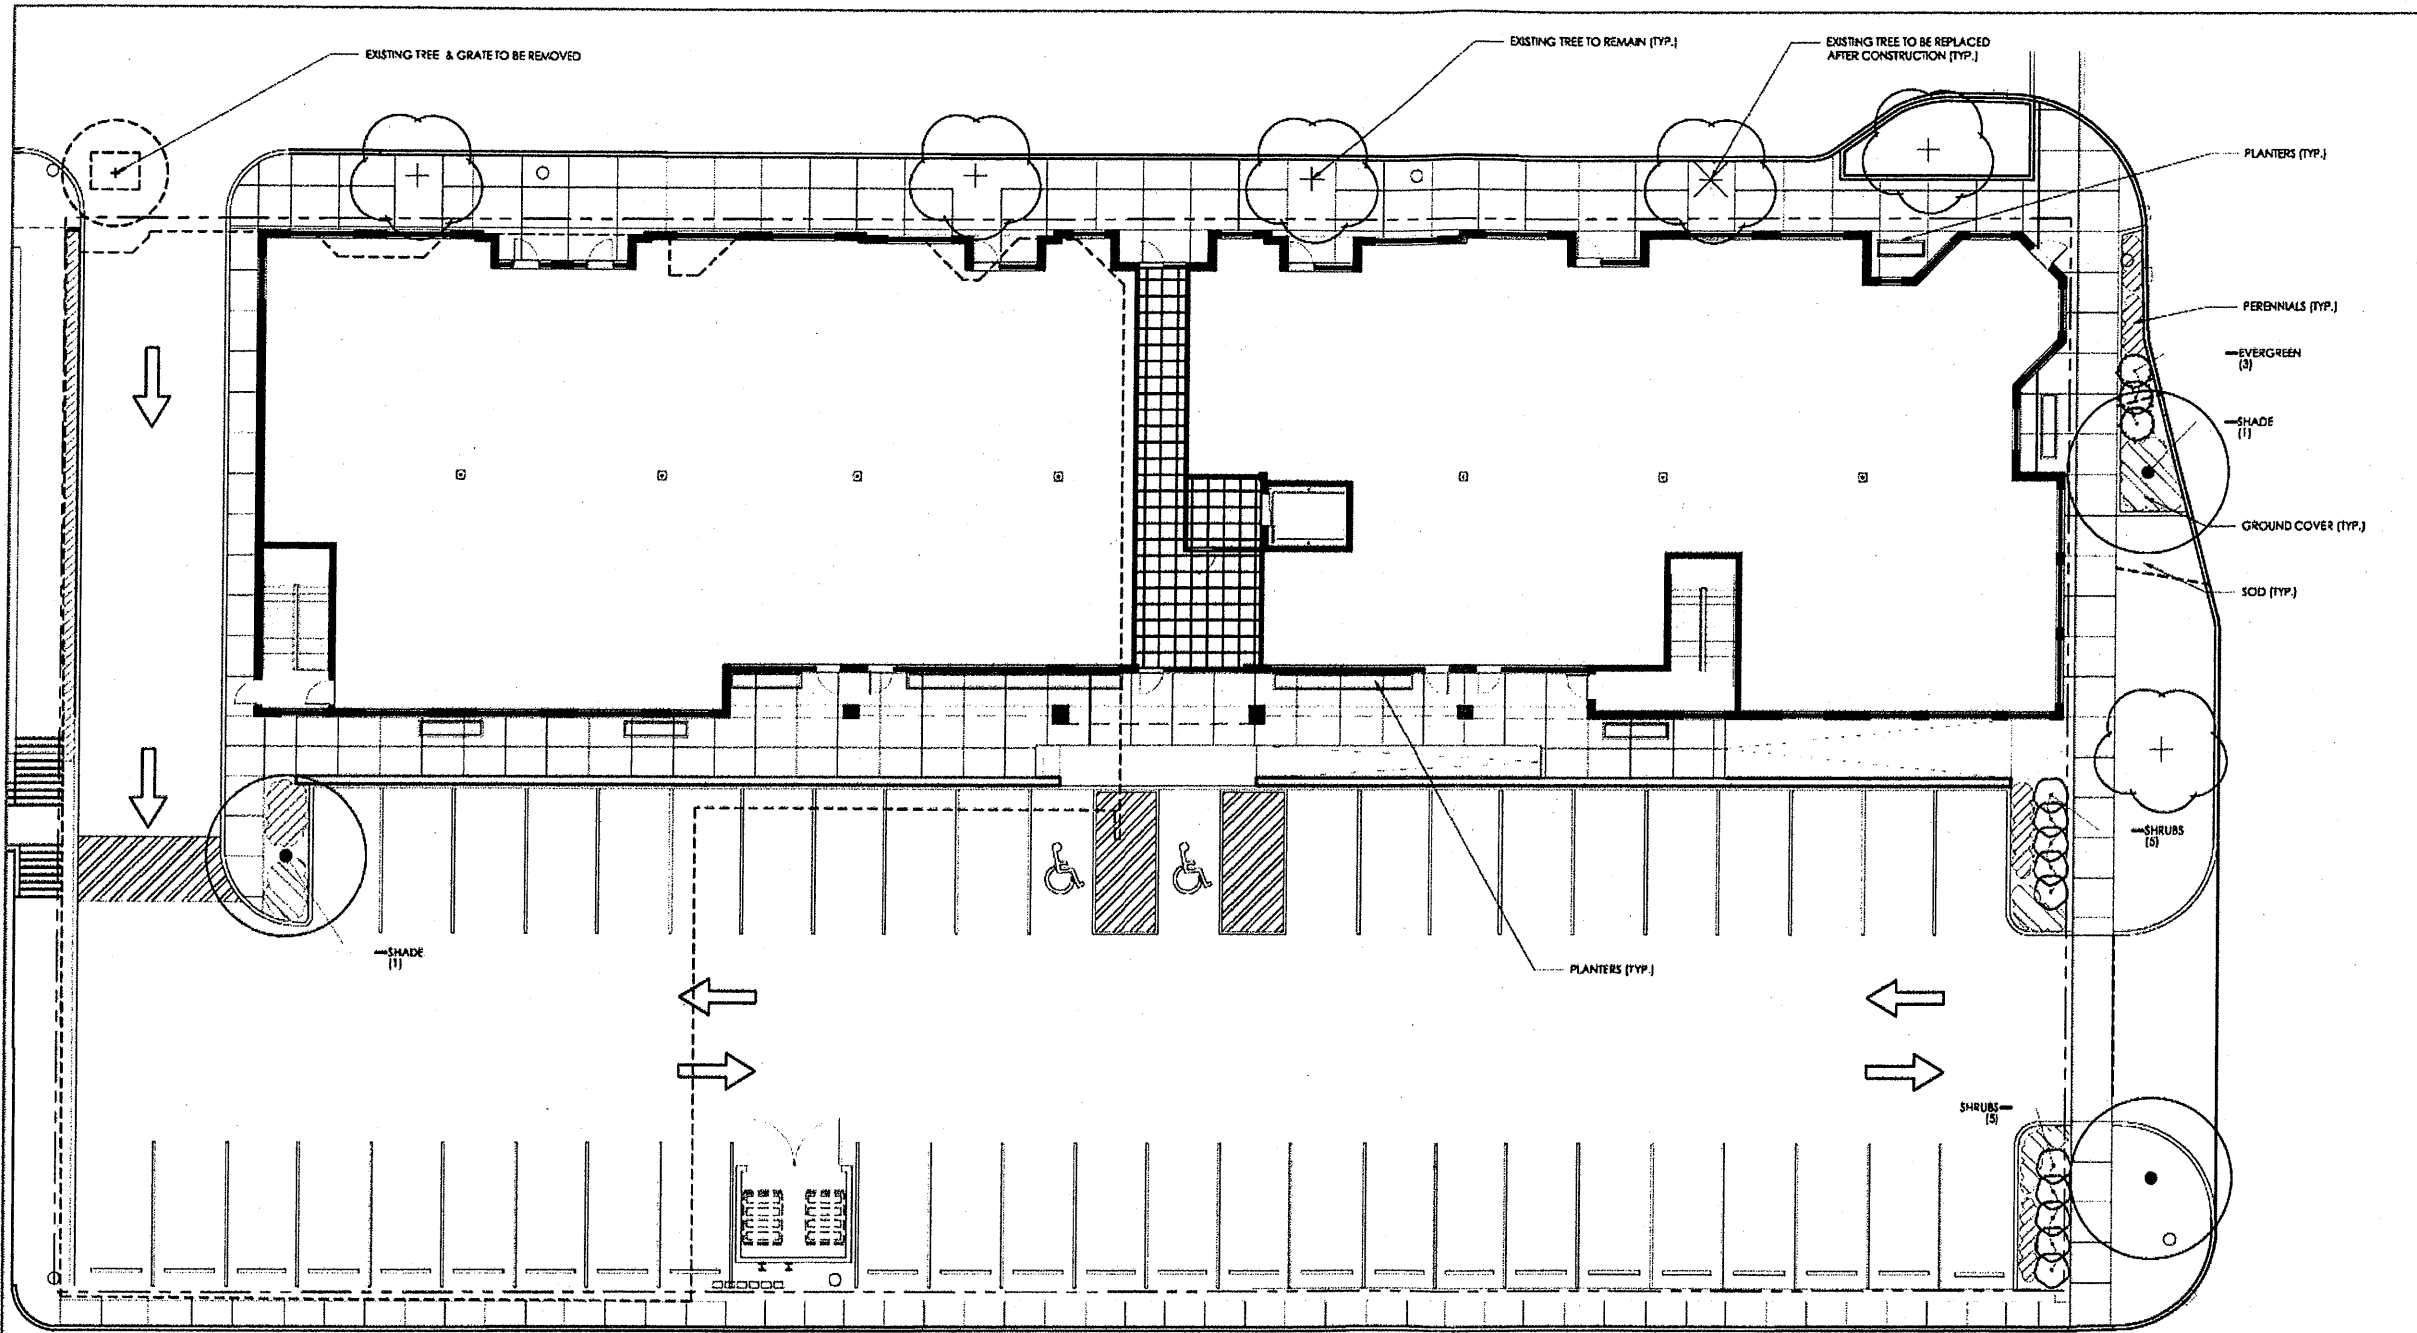 EXISTING TREE & GRATE TO BE REMOVED
EXISTING TREE TO REMAIN (TYP.)
EXISTING TREE TO BE REPLACED
AFTER CONSTRUCTION (TYP.)
PLANTERS (TYP.)
PERENNIALS (TYP.)
EVERGREEN
(3)
SHADE
(1)
GROUND COVER (TYP.)
SOD (TYP.)
SHRUBS
(5)
SHADE
(1)
PLANTERS (TYP.)
SHRUBS
(5)